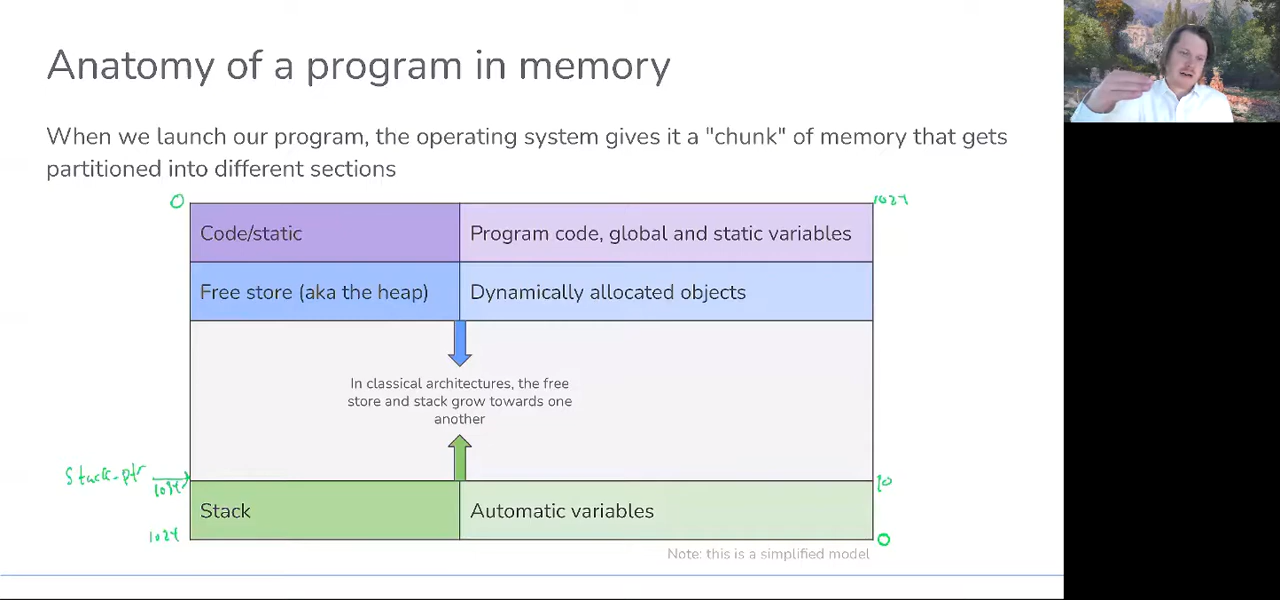 Anatomy of a program in memory
When we launch our program, the operating system gives it a "chunk" of memory that gets
partitioned into different sections
0
1024
Code/static
Program code, global and static variables
Free store (aka the heap)
Dynamically allocated objects
In classical architectures, the free
store and stack grow towards one
another
Stack-ptr
10
Stack
Automatic variables
1024
0
Note: this is a simplified model